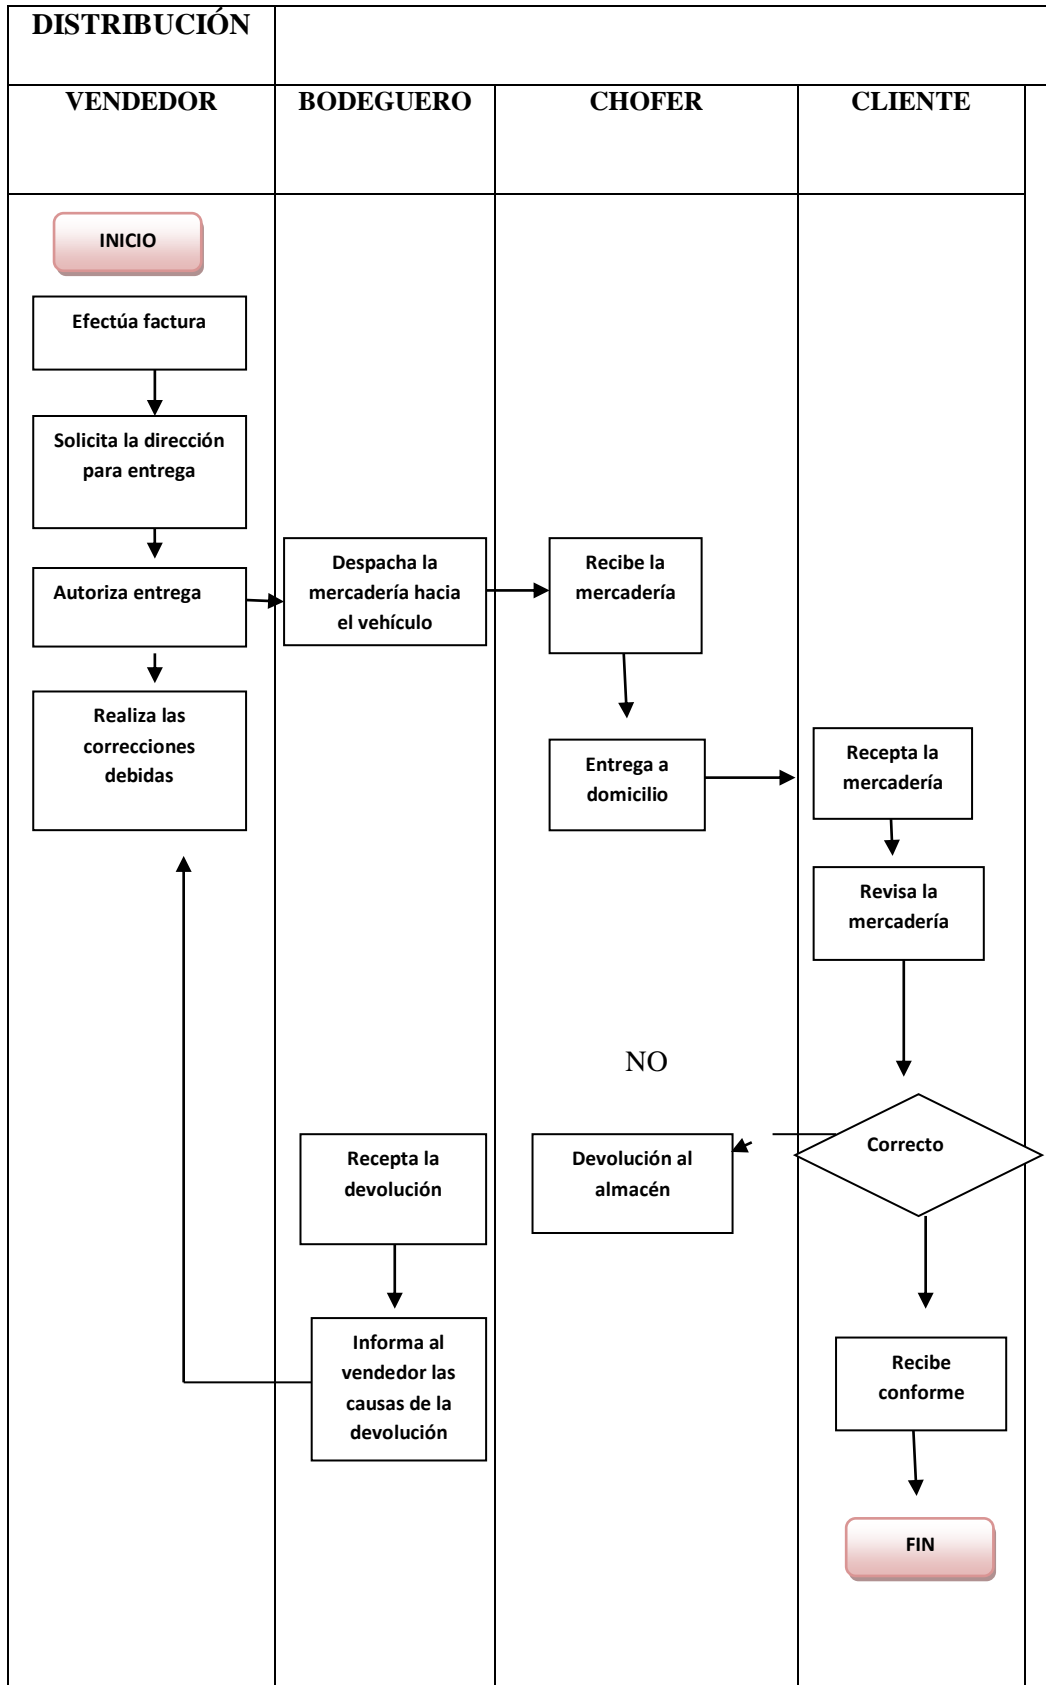 DISTRIBUCIÓN
VENDEDOR
BODEGUERO
CHOFER
CLIENTE
INICIO
Efectúa factura
Solicita la dirección
para entrega
Autoriza entrega
Despacha la
mercadería hacia
el vehículo
Recibe la
mercadería
Realiza las
correcciones
debidas
Entrega a
domicilio
Recepta la
mercadería
Revisa la
mercadería
NO
Correcto
Devolución al
almacén
Recepta la
devolución
Informa al
vendedor las
causas de la
devolución
Recibe
conforme
FIN